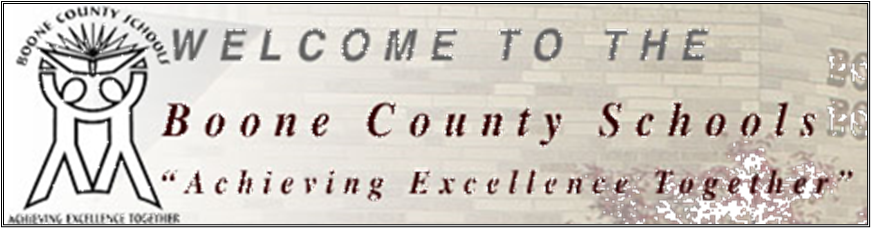 BOONE COUNTY SCHOOLS
ACHIEVING EXCELLENCE TOGETHER
WELCOME TO THE
Boone County Schools
“Achieving Excellence Together”